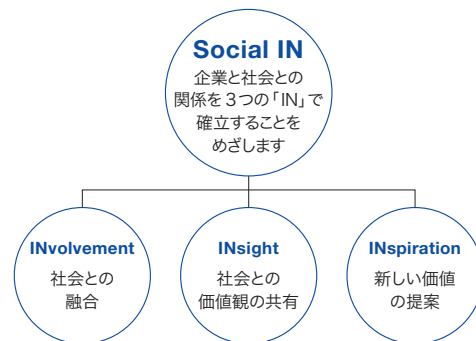 Social IN
企業と社会との
関係を3つの「IN」で
確立することを
めざします
INvolvement
社会との
融合
INsight
社会との
価値観の共有
INspiration
新しい価値
の提案